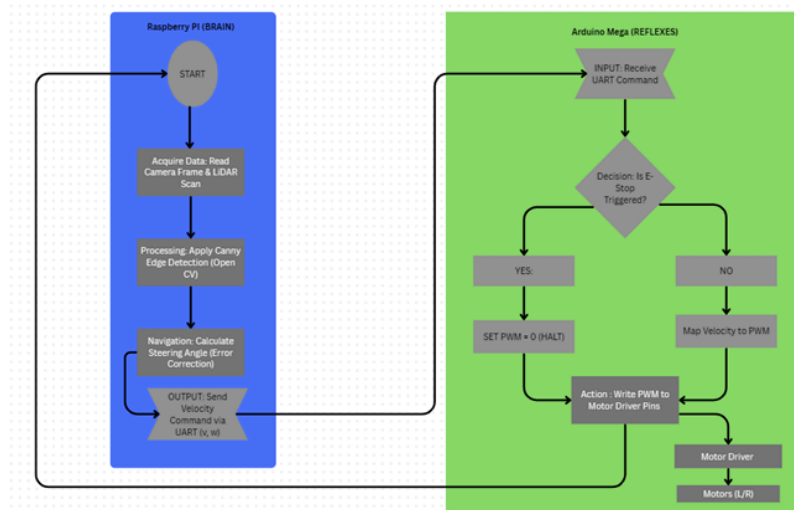 Raspberry PI (BRAIN)
START
Acquire Data: Read
Camera Frame & LiDAR
Scan
Processing: Apply Canny
Edge Detection (Open
CV)
Navigation: Calculate
Steering Angle (Error
Correction)
OUTPUT: Send
Velocity
Command via
UART (v, w)
Arduino Mega (REFLEXES)
INPUT: Receive
UART Command
Decision: Is E-
Stop
Triggered?
YES:
NO
SET PWM = 0 (HALT)
Map Velocity to PWM
Action : Write PWM to
Motor Driver Pins
Motor Driver
Motors (L/R)